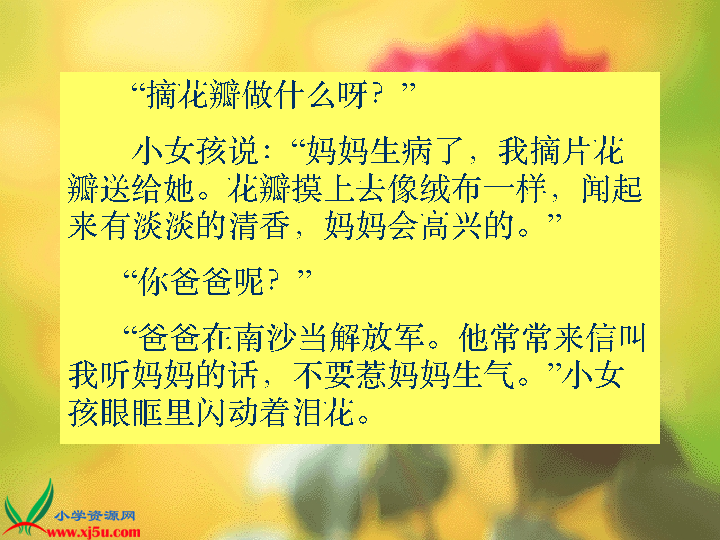 “摘花瓣做什么呀？”
小女孩说：“妈妈生病了，我摘片花
瓣送给她。花瓣摸上去像绒布一样，闻起
来有淡淡的清香，妈妈会高兴的。”
“你爸爸呢？”
“爸爸在南沙当解放军。他常常来信叫
我听妈妈的话，不要惹妈妈生气。”小女
孩眼眶里闪动着泪花。
小学资源网
www.xj5u.com